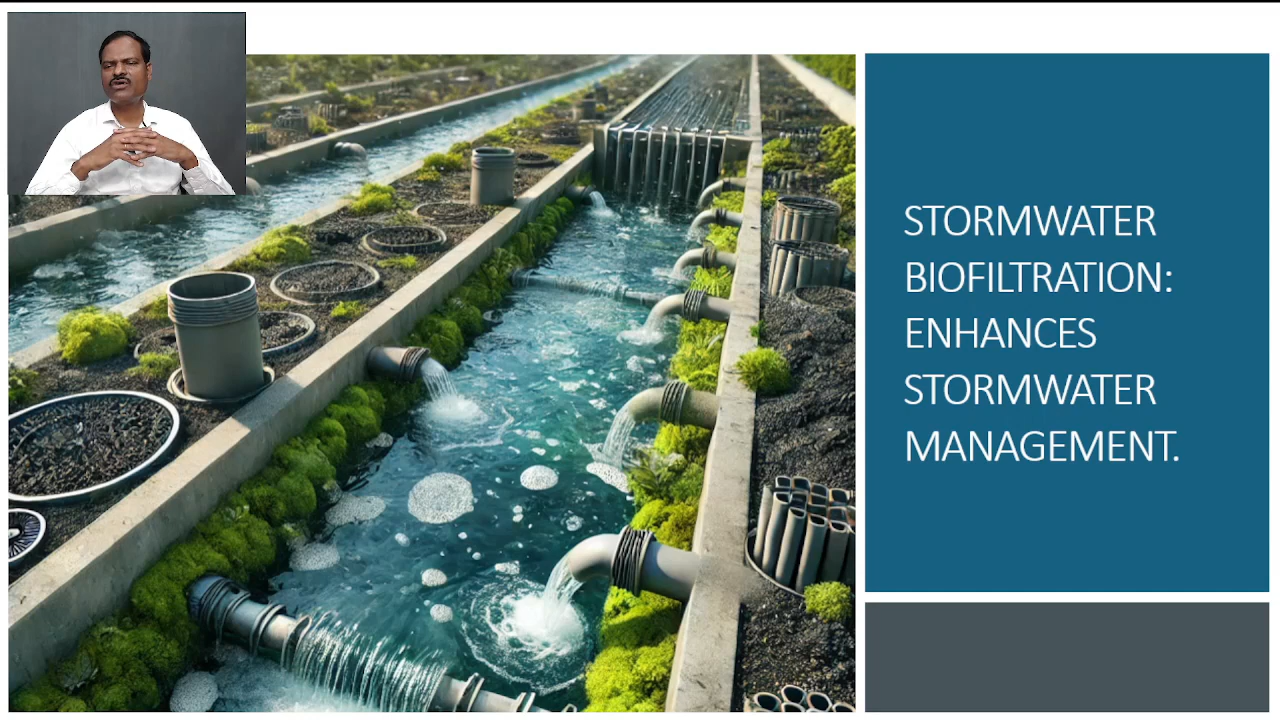 STORMWATER
BIOFILTRATION:
ENHANCES
STORMWATER
MANAGEMENT.